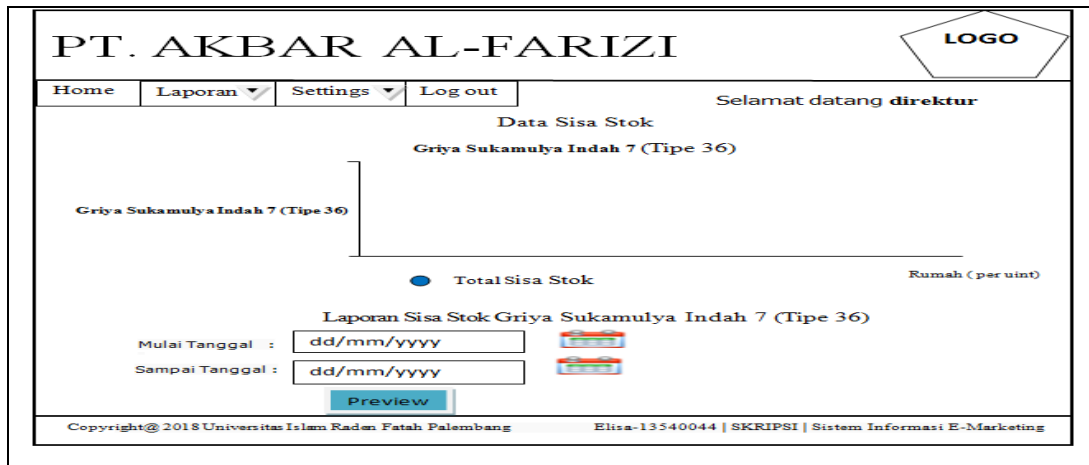 PT. AKBAR AL-FARIZI
LOGO
Home Laporan Settings Log out
Selamat datang direktur
Data Sisa Stok
Griya Sukamulya Indah 7 (Tipe 36)
Griya Sukamulya Indah 7 (Tipe 36)
Total Sisa Stok
Rumah ( per uint)
Laporan Sisa Stok Griya Sukamulya Indah 7 (Tipe 36)
Mulai Tanggal : dd/mm/yyyy
Sampai Tanggal : dd/mm/yyyy
Preview
Copyright@ 2018 Universitas Islam Raden Fatah Palembang Elisa-13540044 | SKRIPSI | Sistem Informasi E-Marketing